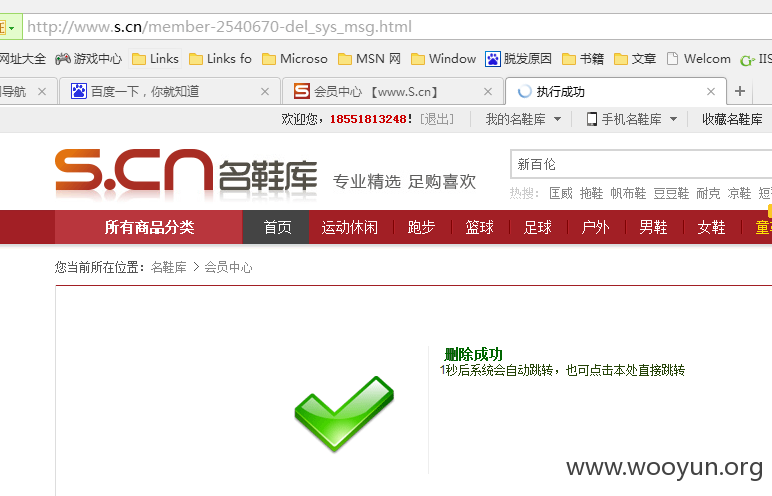 http://www.s.cn/member-2540670-del_sys_msg.html
网址大全 游戏中心 Links Links fo Microso MSN 网 Window 脱发原因 书籍 文章 Welcom IIS
导航 百度一下,你就知道 会员中心 【www.S.cn】 执行成功
欢迎您,18551813248! [退出] 我的名鞋库 手机名鞋库 收藏名鞋库
s.cn 名鞋库 专业精选 足购喜欢
新百伦
热搜: 匡威 拖鞋 帆布鞋 豆豆鞋 耐克 凉鞋
所有商品分类 首页 运动休闲 跑步 篮球 足球 户外 男鞋 女鞋 童
您当前所在位置: 名鞋库 > 会员中心
删除成功
1秒后系统会自动跳转,也可点击本处直接跳转
www.wooyun.org